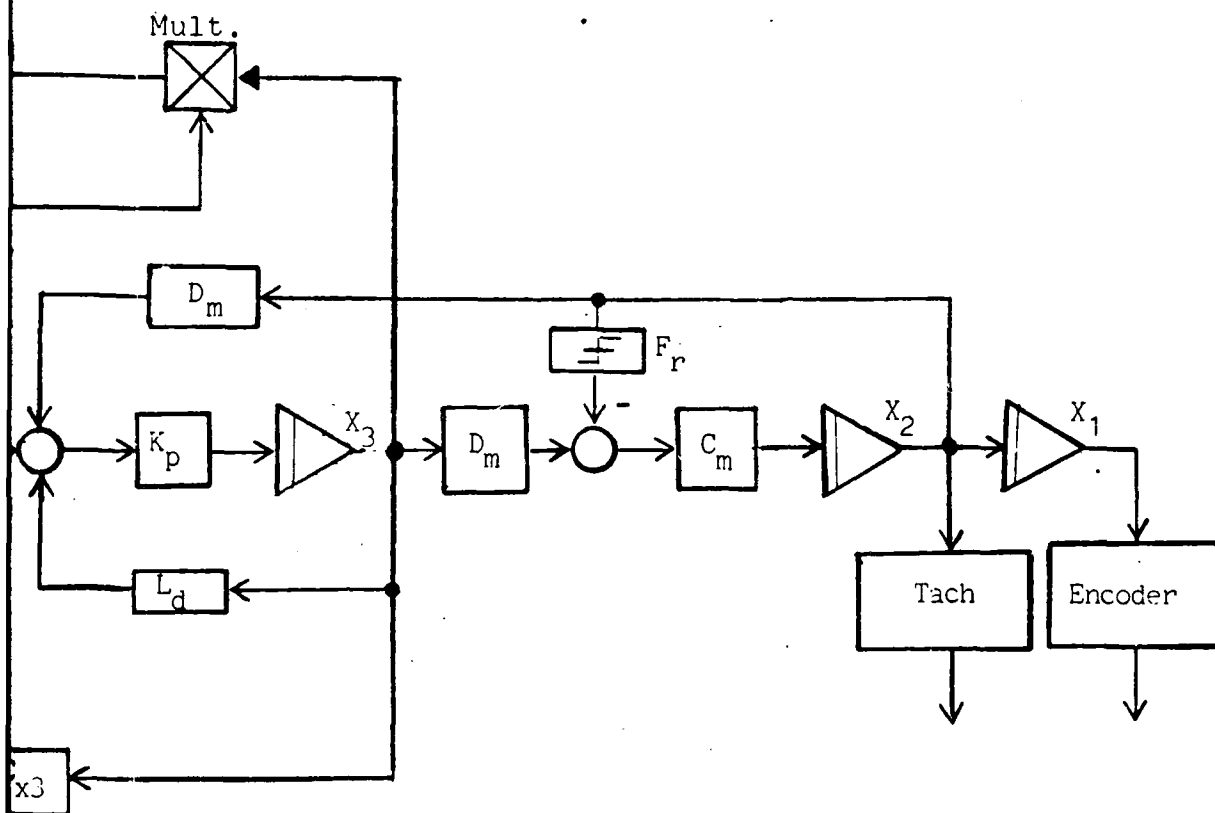 Mult.
D_m
F_r
K_p
X_3
D_m
C_m
X_2
X_1
L_d
Tach
Encoder
x3